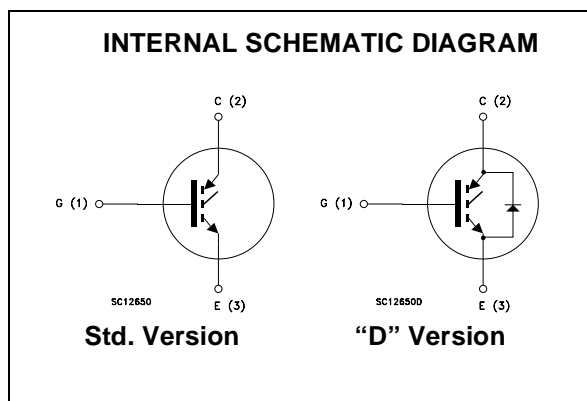 INTERNAL SCHEMATIC DIAGRAM
C (2)
C (2)
G (1)
G (1)
SC12650
E (3)
SC12650D
E (3)
Std. Version
“D” Version